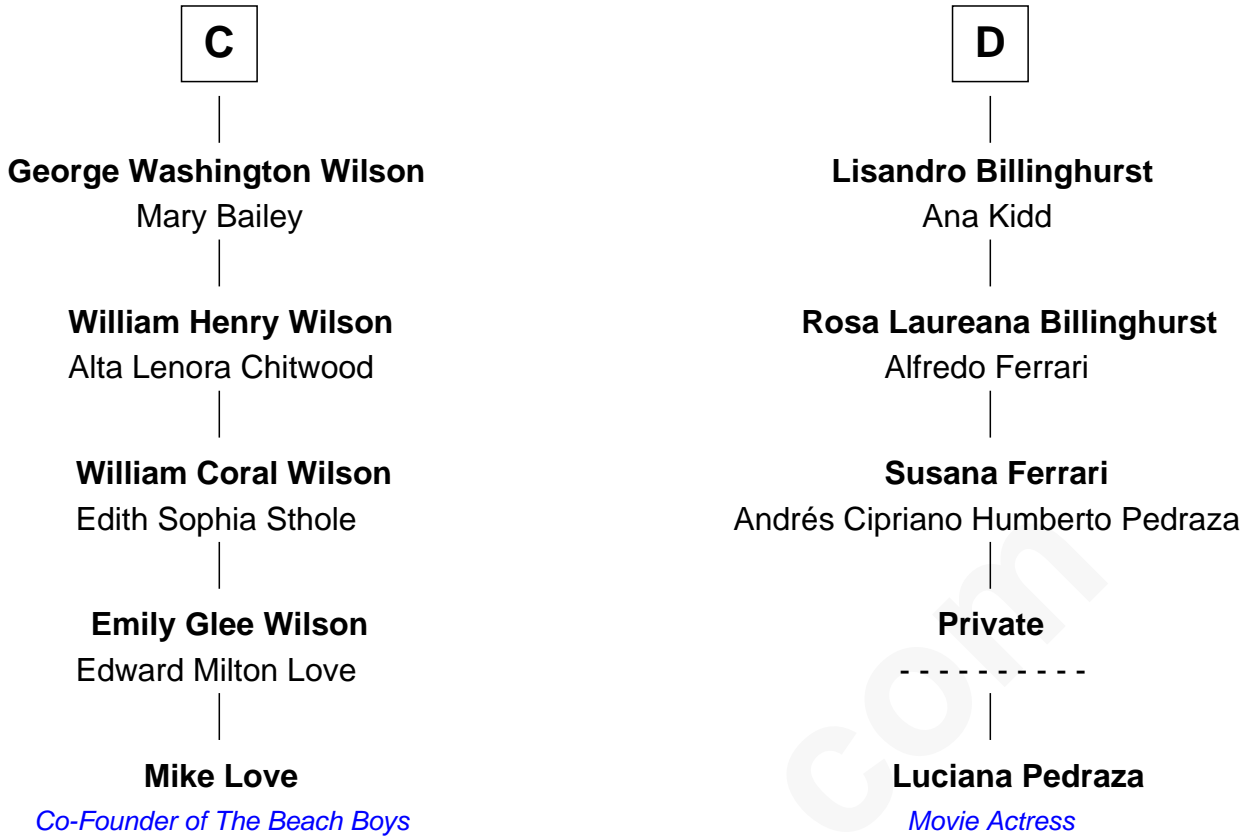 C
George Washington Wilson
Mary Bailey
William Henry Wilson
Alta Lenora Chitwood
William Coral Wilson
Edith Sophia Sthole
Emily Glee Wilson
Edward Milton Love
Mike Love
Co-Founder of The Beach Boys
D
Lisandro Billinghurst
Ana Kidd
Rosa Laureana Billinghurst
Alfredo Ferrari
Susana Ferrari
Andrés Cipriano Humberto Pedraza
Private
- - - - - - - - - -
Luciana Pedraza
Movie Actress
com